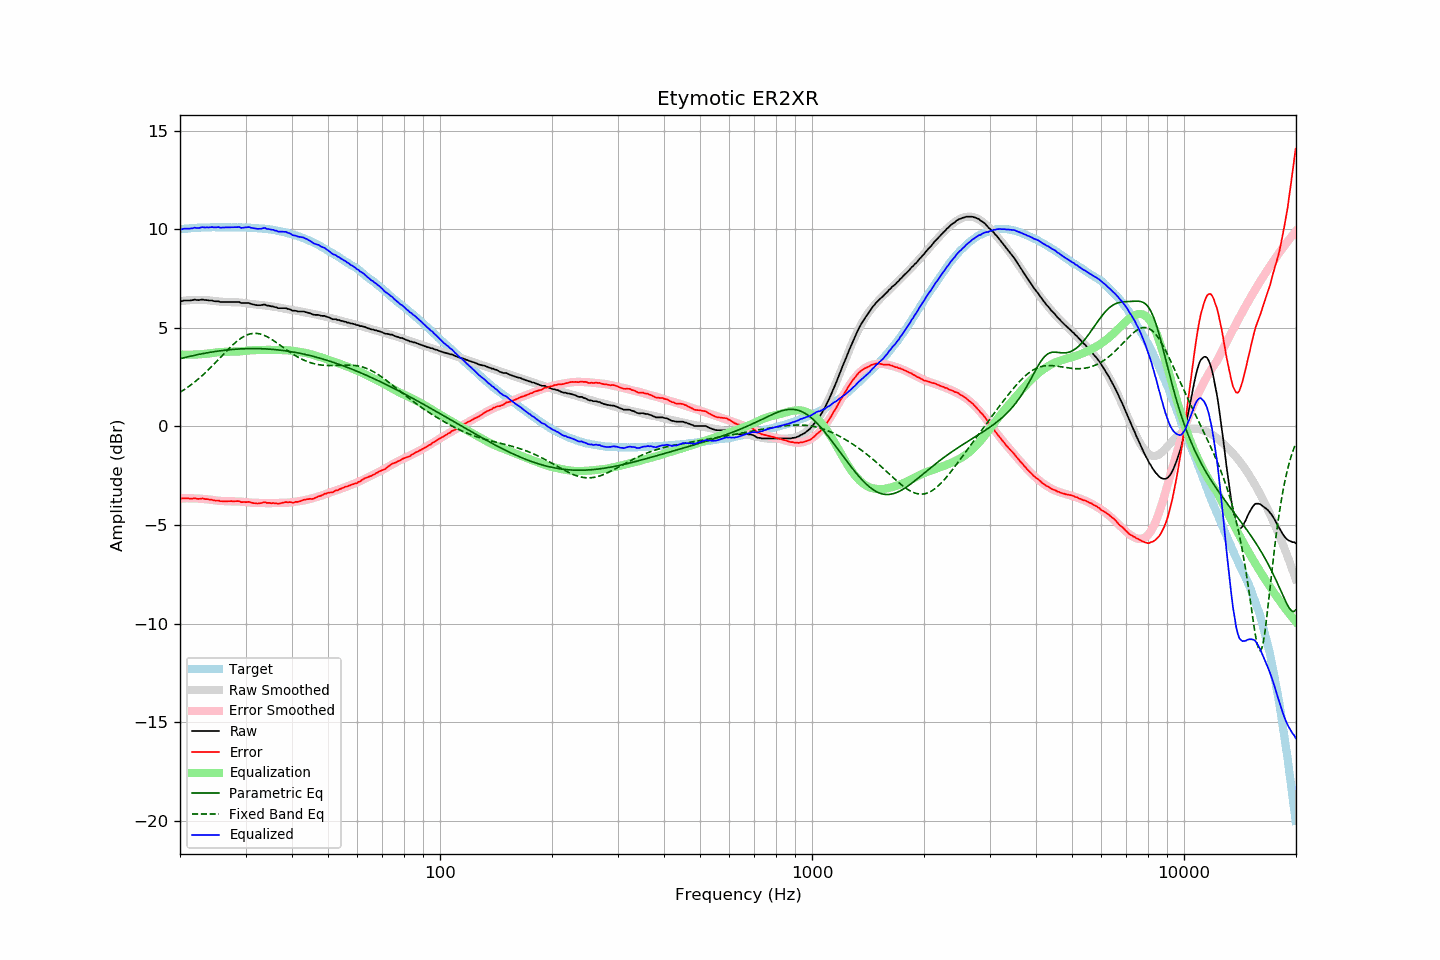 Etymotic ER2XR
15
10
5
0
−5
−10
−15
−20
Amplitude (dBr)
Target
Raw Smoothed
Error Smoothed
Raw
Error
Equalization
Parametric Eq
Fixed Band Eq
Equalized
100
1000
10000
Frequency (Hz)